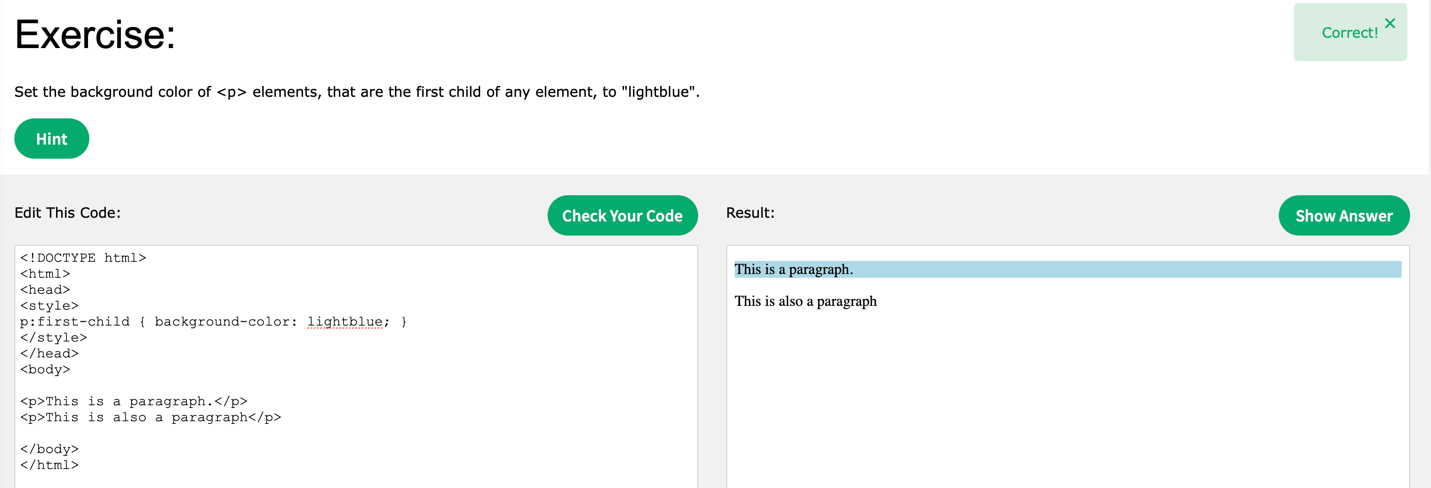 Exercise:
Correct!
×
Set the background color of <p> elements, that are the first child of any element, to "lightblue".
Hint
Edit This Code:
Check Your Code
<!DOCTYPE html>
<html>
<head>
<style>
p:first-child { background-color: lightblue; }
</style>
</head>
<body>
<p>This is a paragraph.</p>
<p>This is also a paragraph</p>
</body>
</html>
Result:
Show Answer
This is a paragraph.
This is also a paragraph